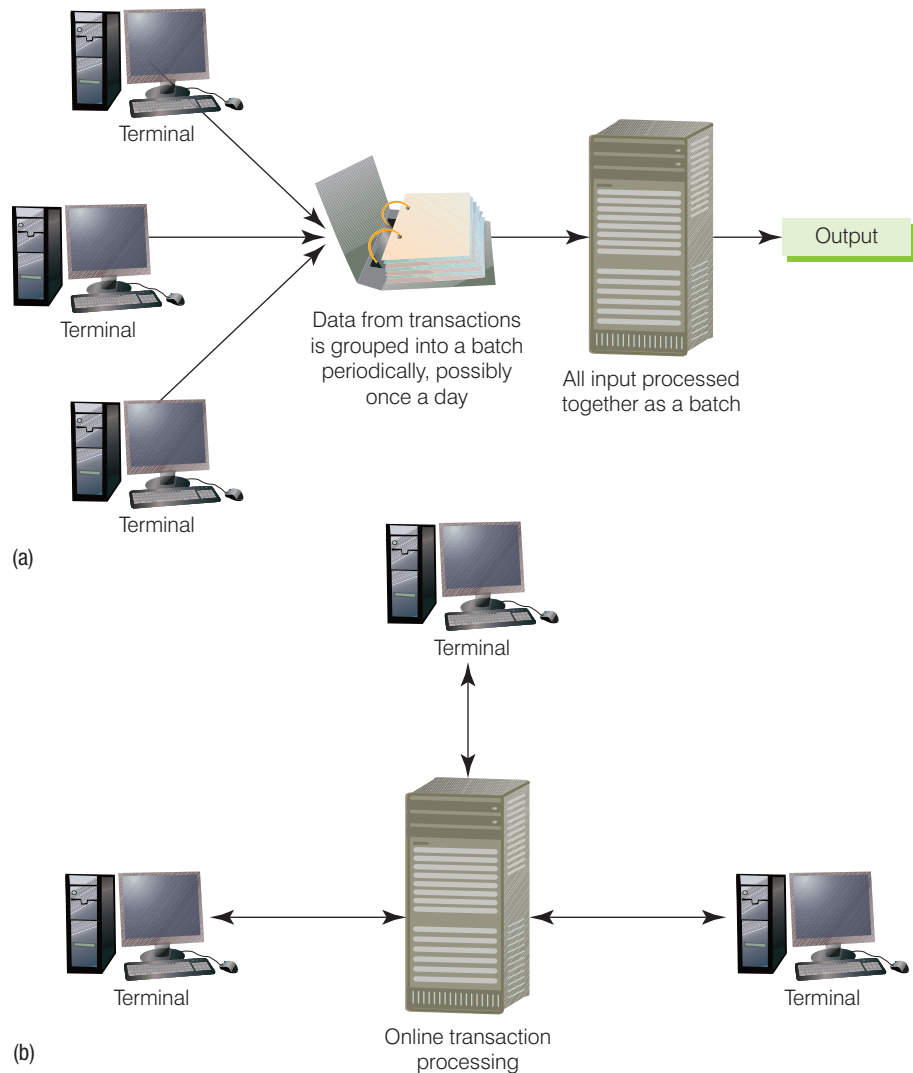 Terminal
Terminal
Output
Data from transactions
is grouped into a batch
periodically, possibly
once a day
All input processed
together as a batch
Terminal
(a)
Terminal
Terminal
Terminal
Online transaction
processing
(b)